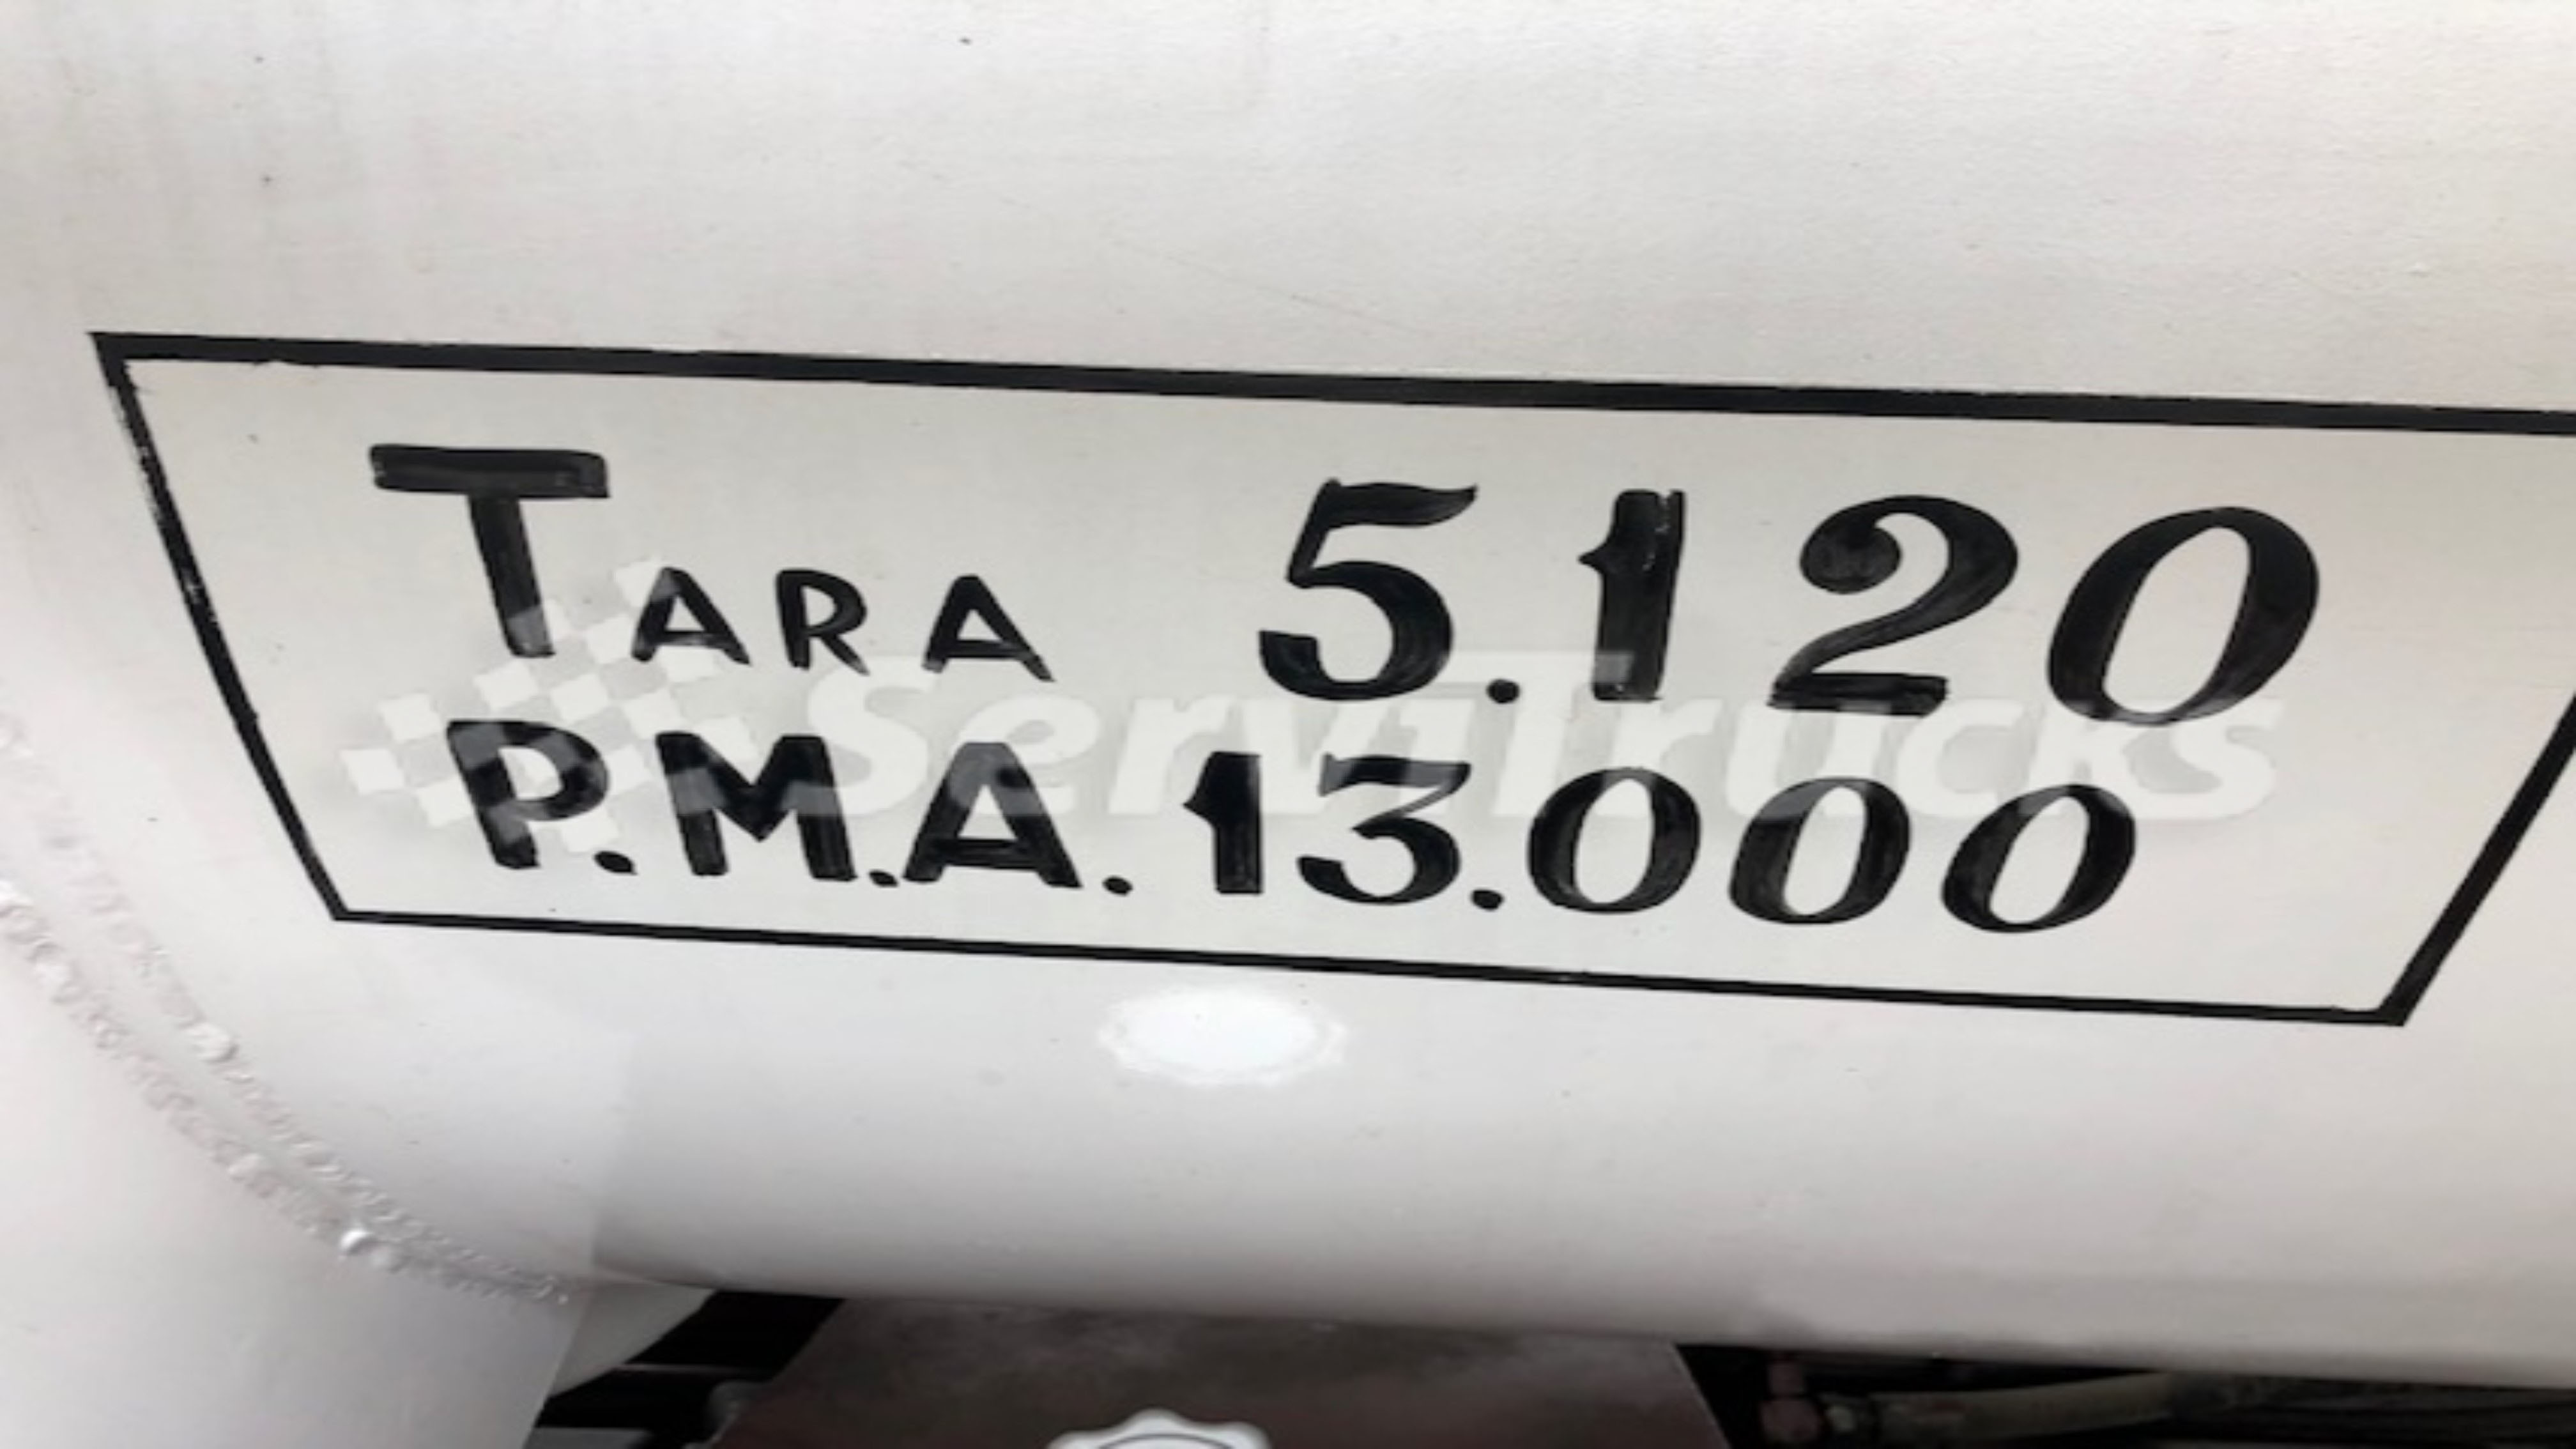 TARA 5.120
P.M.A. 13.000
ServiTrucks